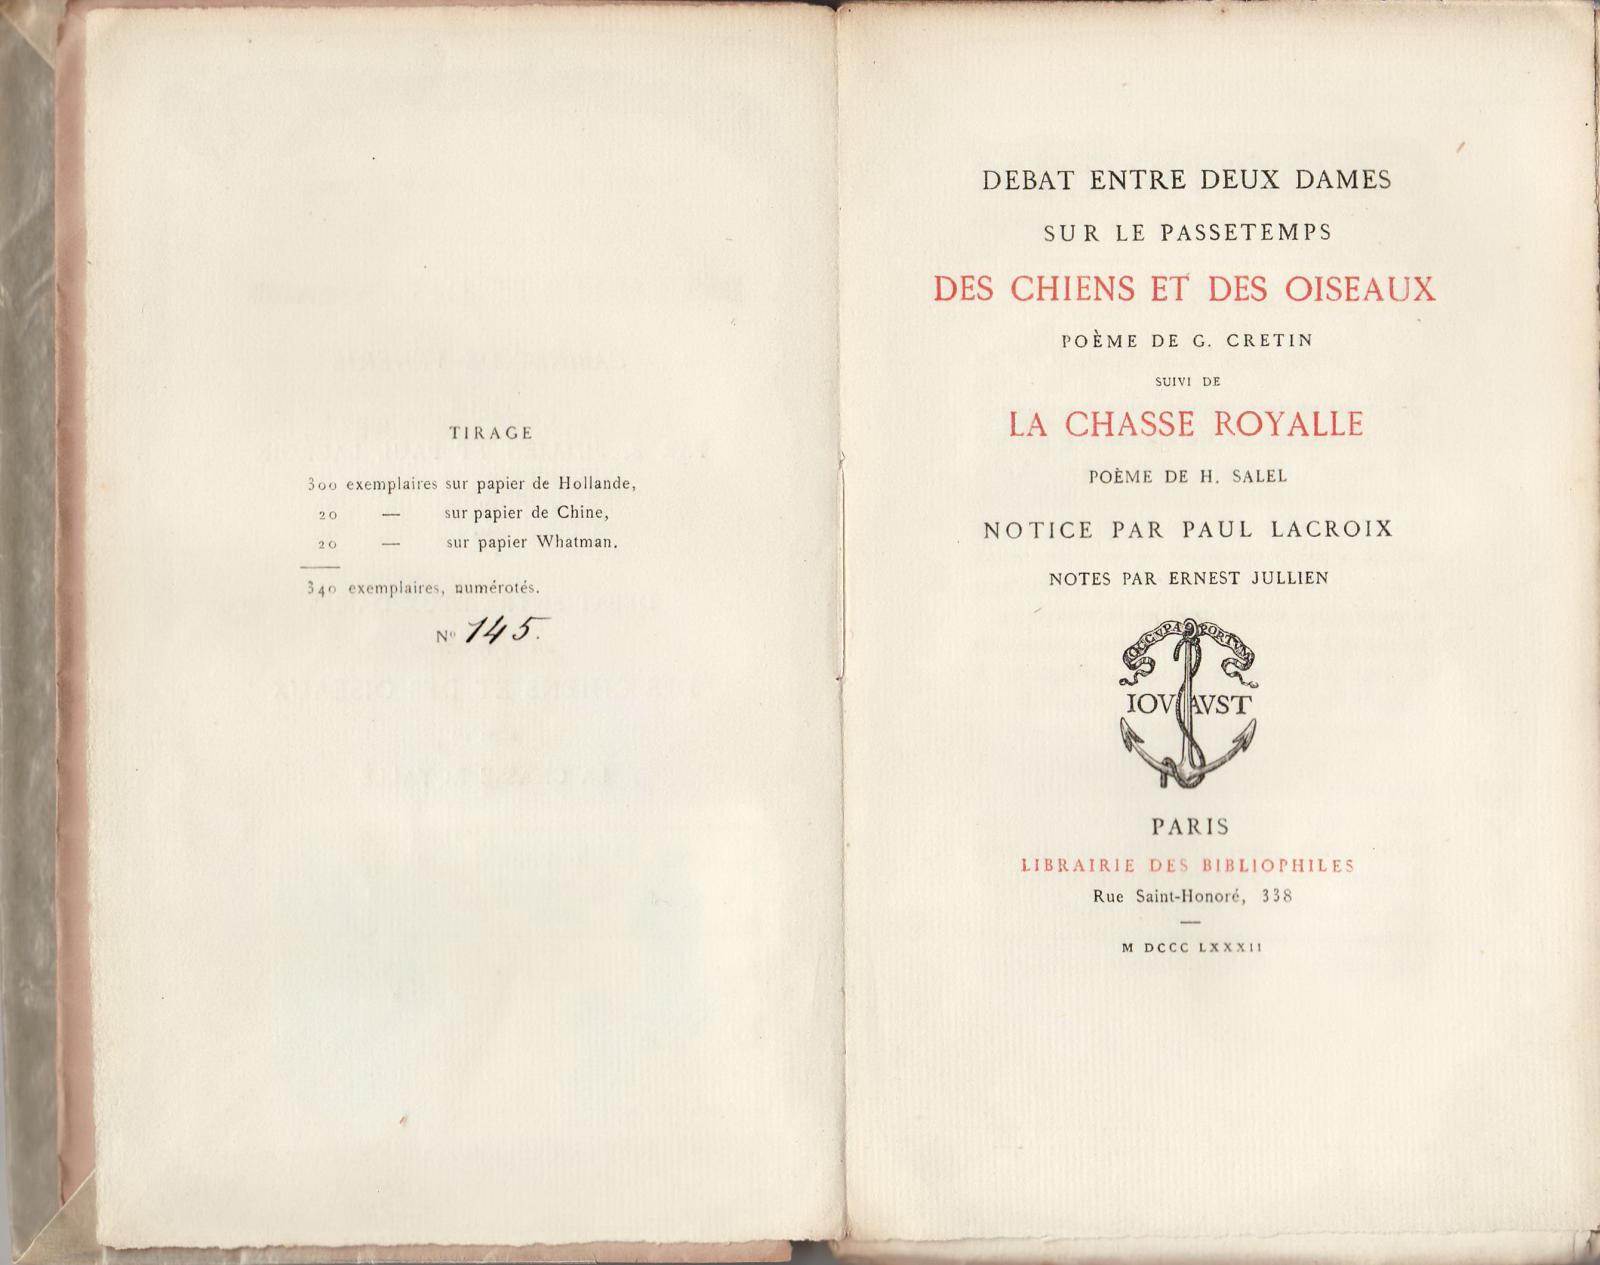 TIRAGE
300 exemplaires sur papier de Hollande,
20 — sur papier de Chine,
20 — sur papier Whatman.
340 exemplaires, numérotés.
No 145.
DEBAT ENTRE DEUX DAMES
SUR LE PASSETEMPS
DES CHIENS ET DES OISEAUX
POÈME DE G. CRETIN
SUIVI DE
LA CHASSE ROYALLE
POÈME DE H. SALEL
NOTICE PAR PAUL LACROIX
NOTES PAR ERNEST JULLIEN
OCCVPA PORTVM
IOV AVST
PARIS
LIBRAIRIE DES BIBLIOPHILES
Rue Saint-Honoré, 338
M DCCC LXXXII